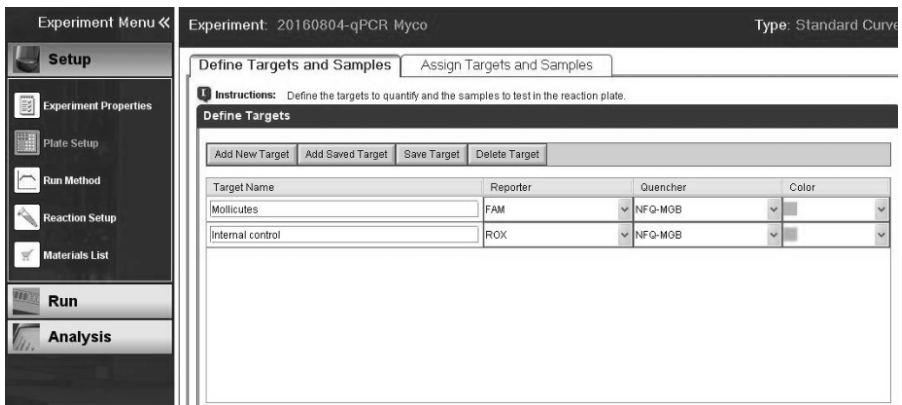 Experiment Menu «
Experiment: 20160804-qPCR Myco
Type: Standard Curve
Setup
Experiment Properties
Plate Setup
Run Method
Reaction Setup
Materials List
Run
Analysis
Define Targets and Samples
Assign Targets and Samples
Instructions: Define the targets to quantify and the samples to test in the reaction plate.
Define Targets
Add New Target Add Saved Target Save Target Delete Target
Target Name Reporter Quencher Color
Mollicutes FAM NFQ-MGB
Internal control ROX NFQ-MGB